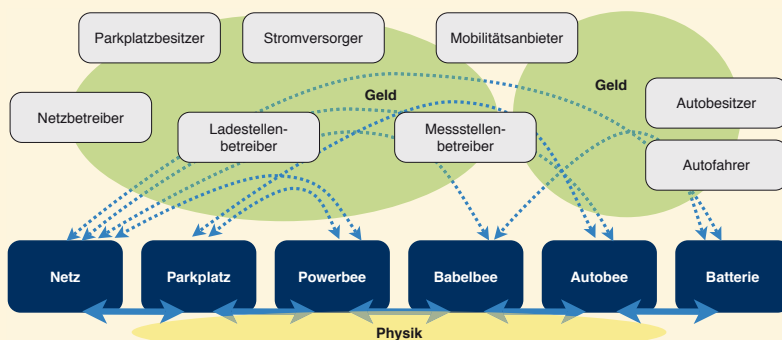 Parkplatzbesitzer
Stromversorger
Mobilitätsanbieter
Geld
Geld
Netzbetreiber
Autobesitzer
Ladestellen-
betreiber
Messstellen-
betreiber
Autofahrer
Netz
Parkplatz
Powerbee
Babelbee
Autobee
Batterie
Physik